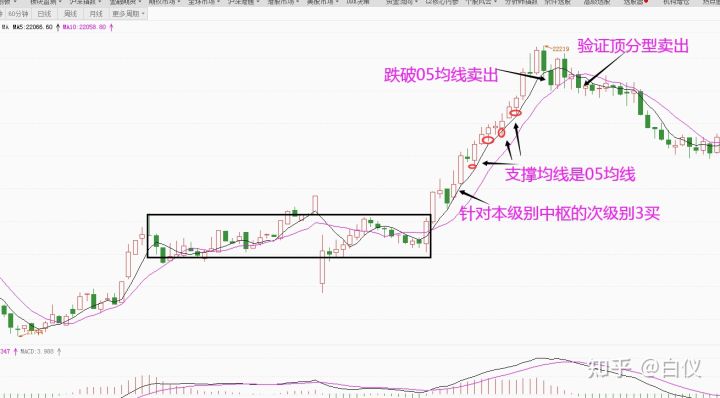 60分钟 日线 周线 月线 更多周期
MA MA5:22066.60 MA10:22058.80
22219
验证顶分型卖出
跌破05均线卖出
支撑均线是05均线
针对本级别中枢的次级别3买
347 MACD:3.988
知乎 @白仪